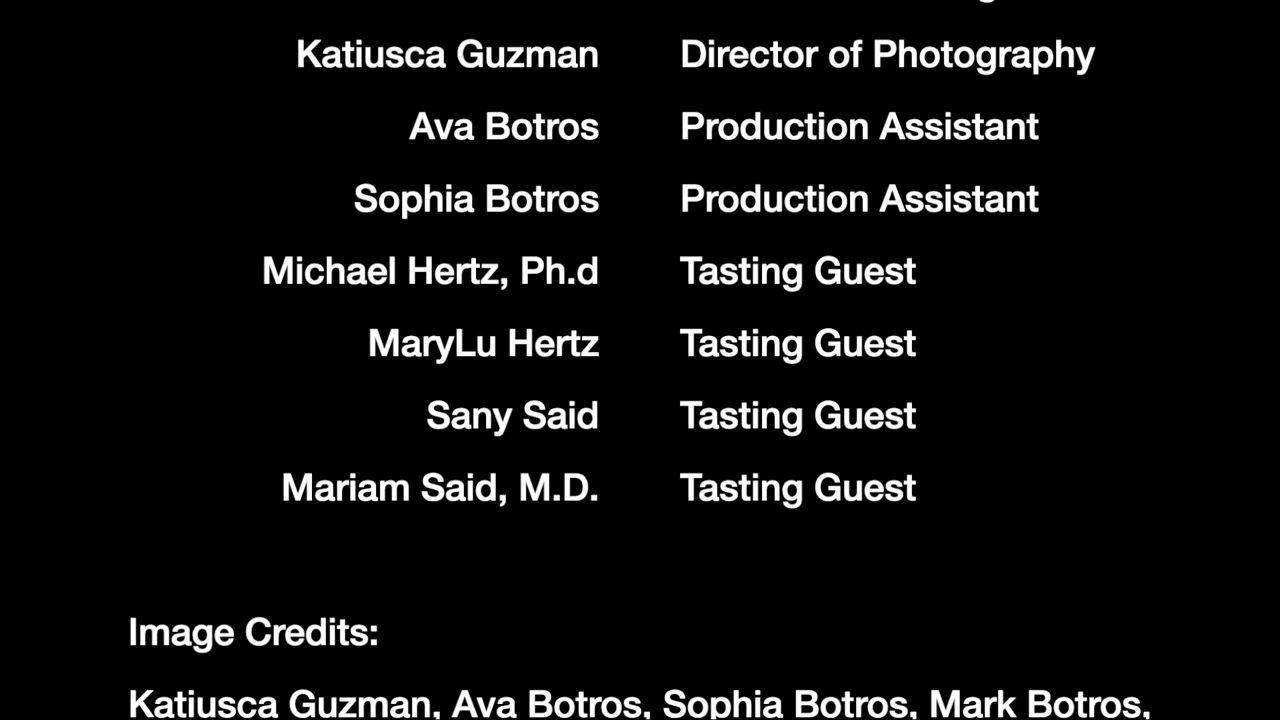 Katiusca Guzman Director of Photography
Ava Botros Production Assistant
Sophia Botros Production Assistant
Michael Hertz, Ph.d Tasting Guest
MaryLu Hertz Tasting Guest
Sany Said Tasting Guest
Mariam Said, M.D. Tasting Guest
Image Credits:
Katiusca Guzman, Ava Botros, Sophia Botros, Mark Botros,